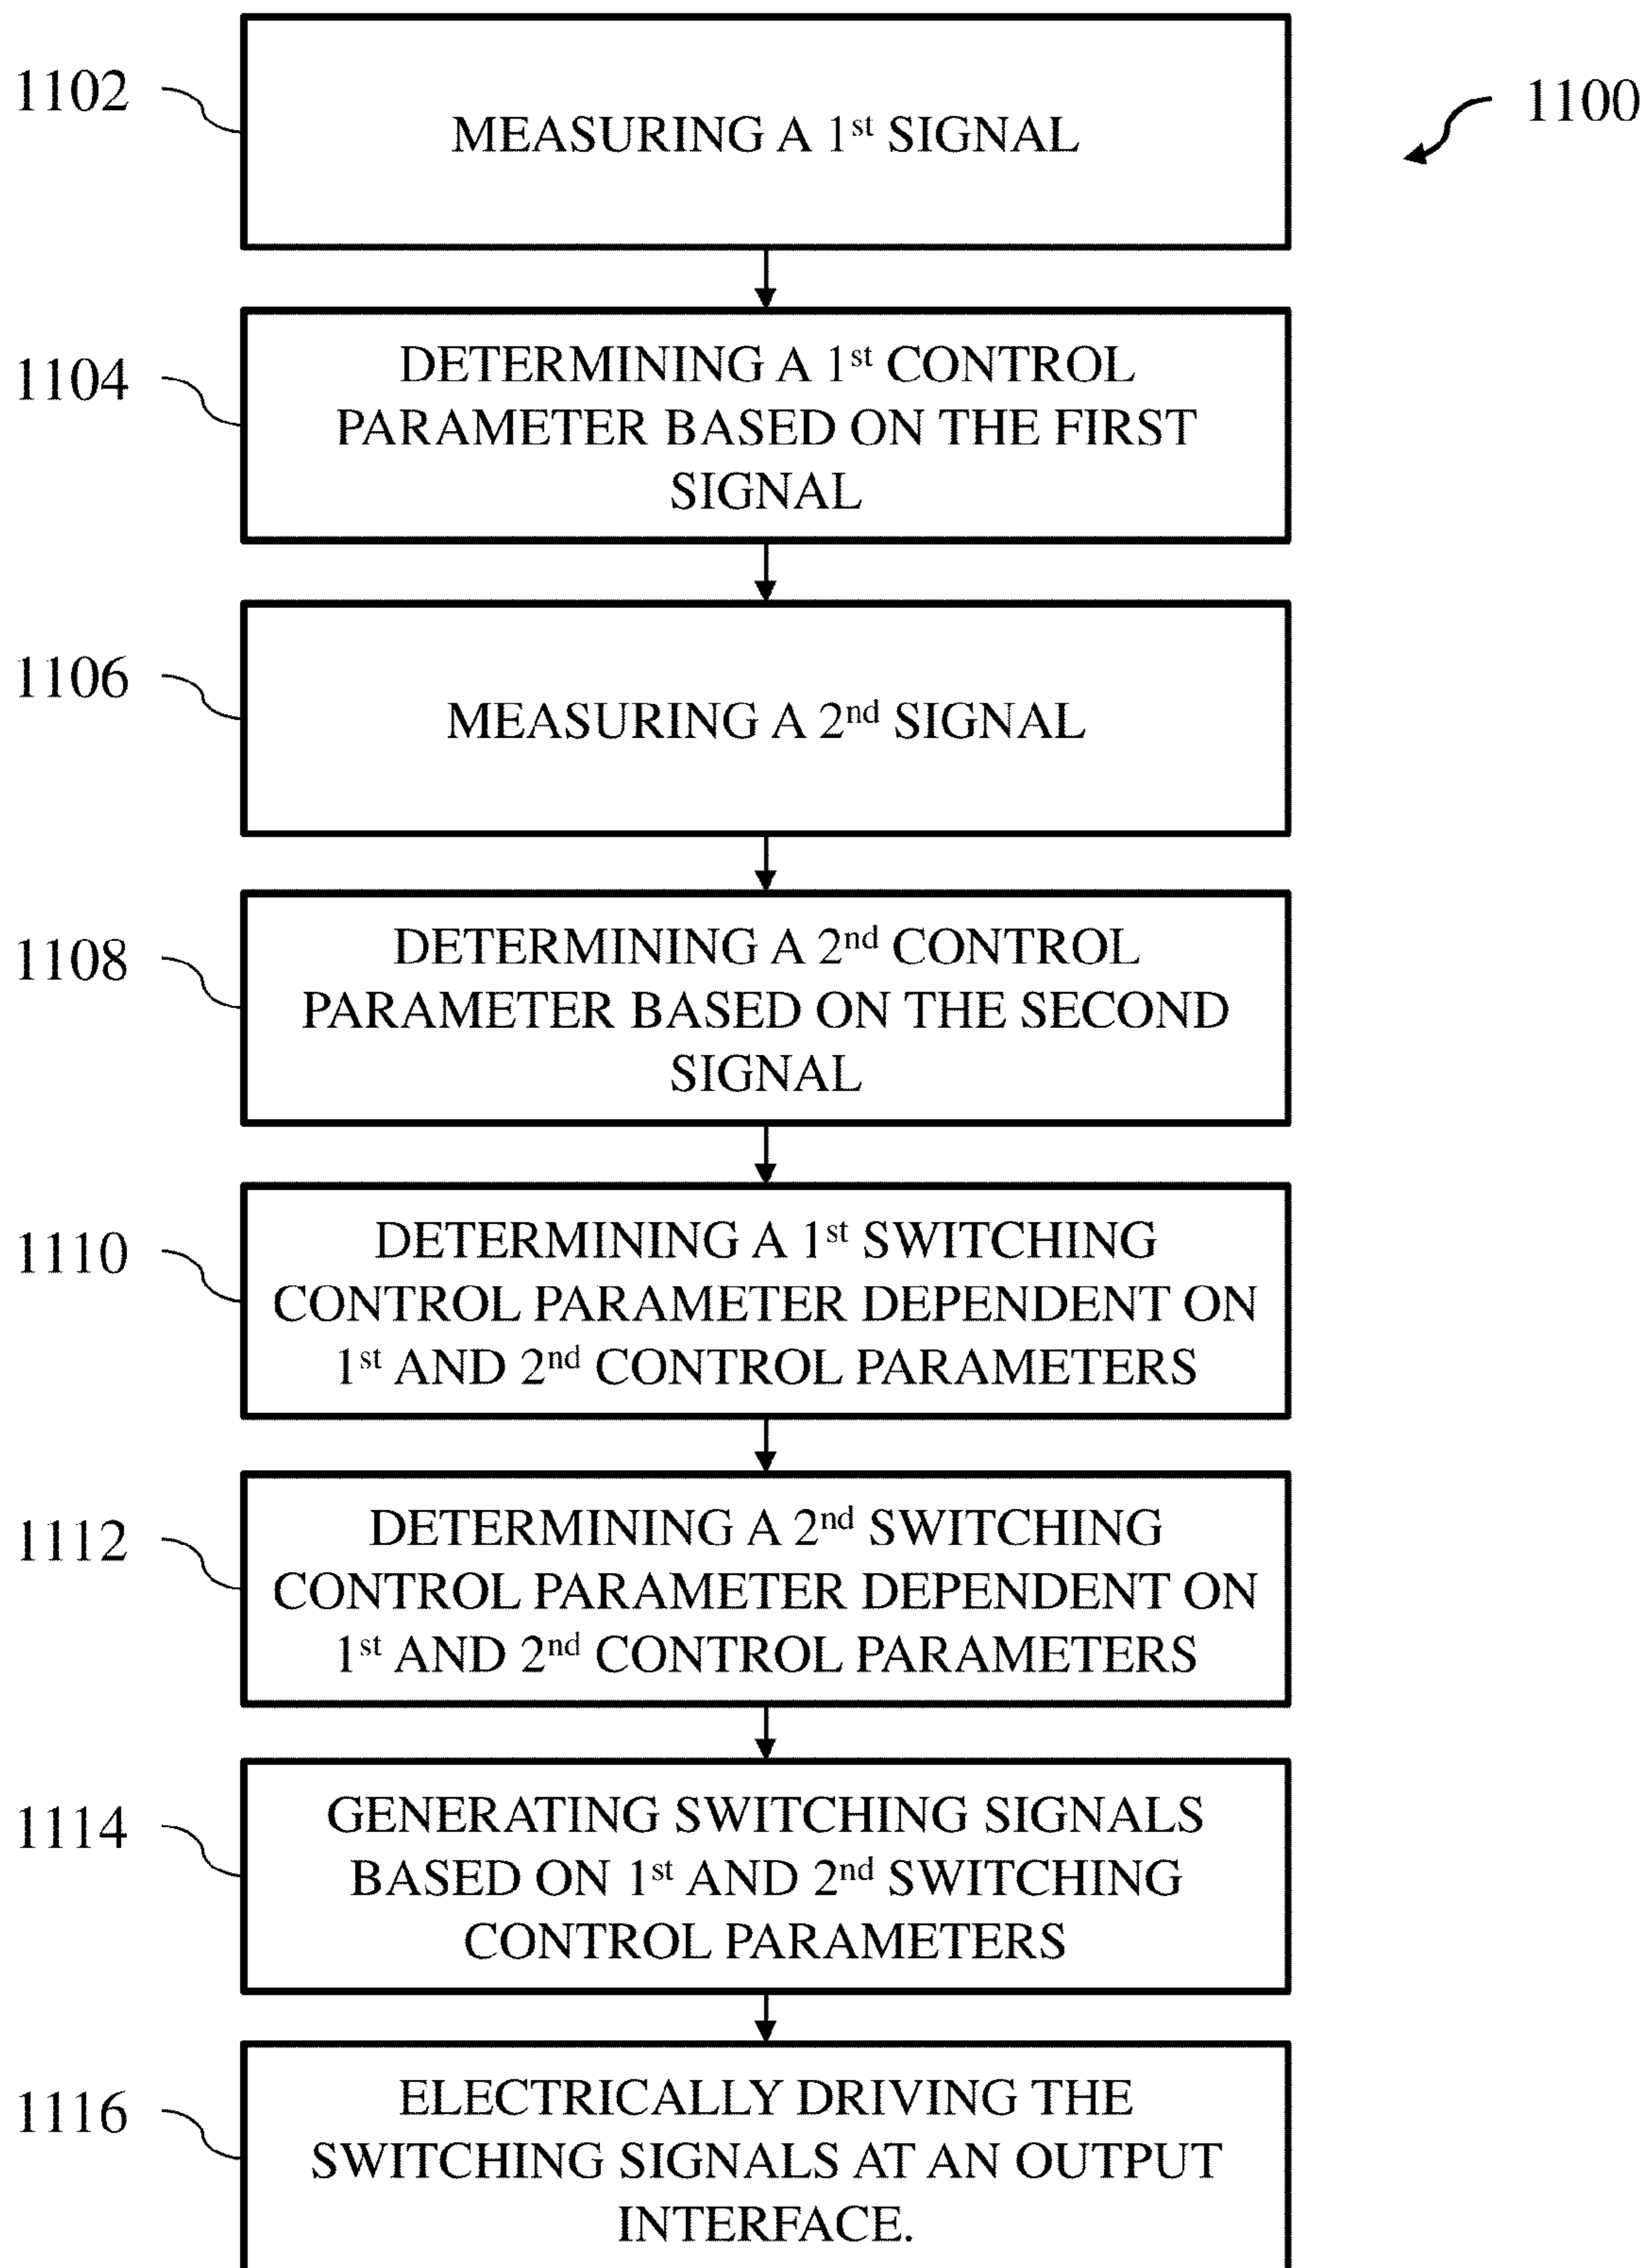 1100
1102
MEASURING A 1st SIGNAL
1104
DETERMINING A 1st CONTROL
PARAMETER BASED ON THE FIRST
SIGNAL
1106
MEASURING A 2nd SIGNAL
1108
DETERMINING A 2nd CONTROL
PARAMETER BASED ON THE SECOND
SIGNAL
1110
DETERMINING A 1st SWITCHING
CONTROL PARAMETER DEPENDENT ON
1st AND 2nd CONTROL PARAMETERS
1112
DETERMINING A 2nd SWITCHING
CONTROL PARAMETER DEPENDENT ON
1st AND 2nd CONTROL PARAMETERS
1114
GENERATING SWITCHING SIGNALS
BASED ON 1st AND 2nd SWITCHING
CONTROL PARAMETERS
1116
ELECTRICALLY DRIVING THE
SWITCHING SIGNALS AT AN OUTPUT
INTERFACE.